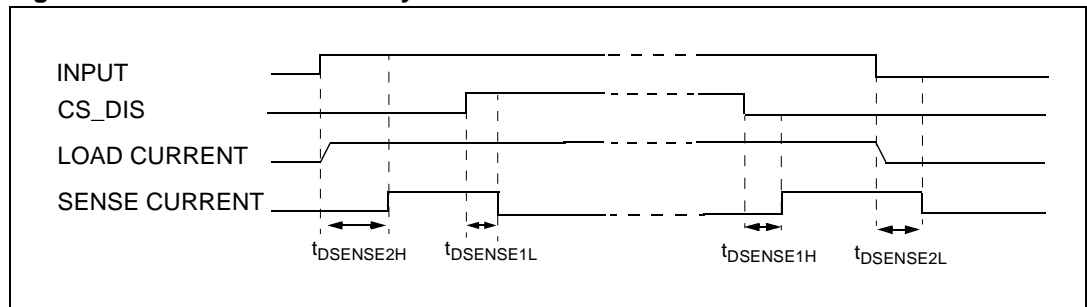 INPUT
CS_DIS
LOAD CURRENT
SENSE CURRENT
tDSENSE2H
tDSENSE1L
tDSENSE1H
tDSENSE2L